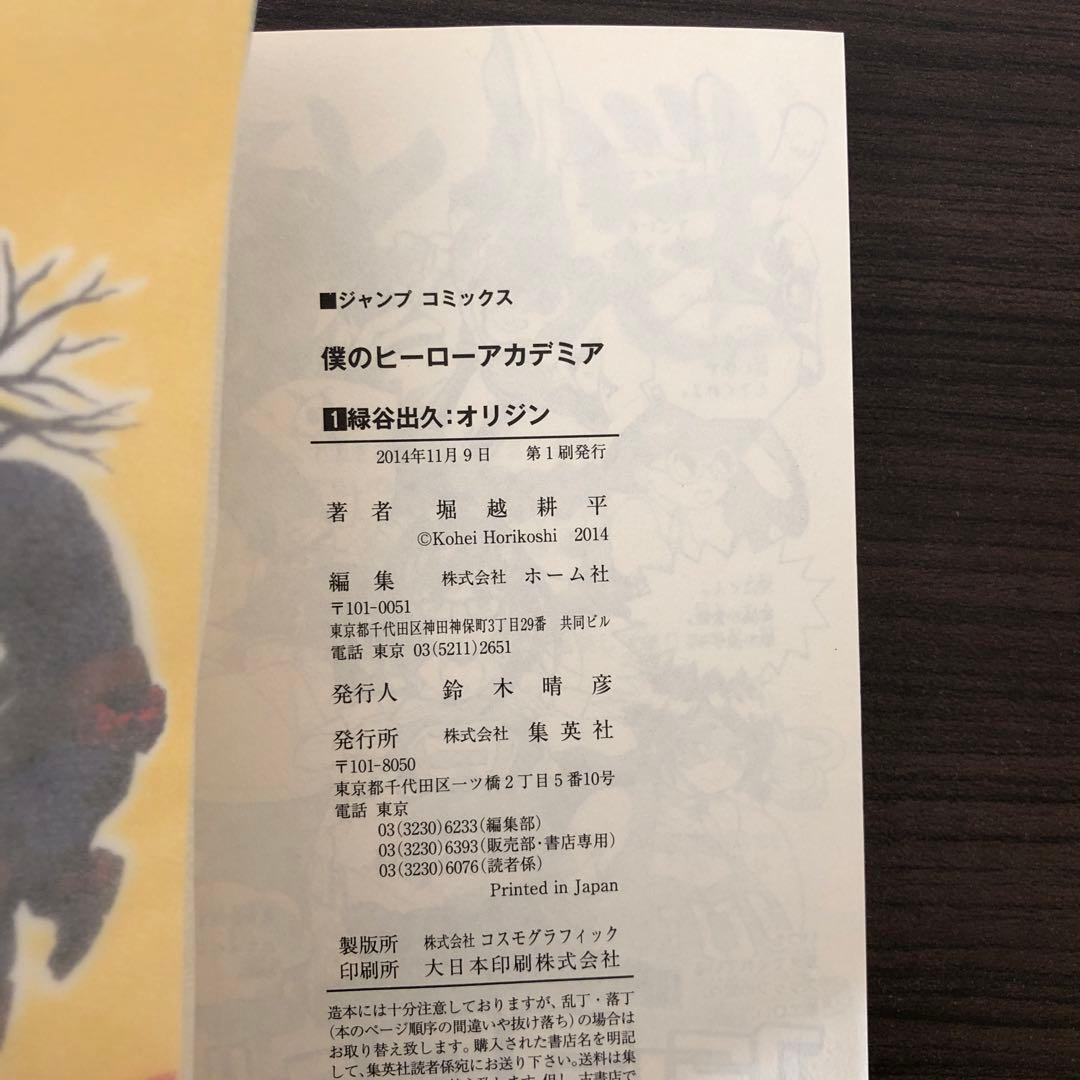 ■ジャンプ コミックス
僕のヒーローアカデミア
1緑谷出久:オリジン
2014年11月9日 第1刷発行
著者 堀越耕平
©Kohei Horikoshi 2014
編集 株式会社 ホーム社
〒101-0051
東京都千代田区神田神保町3丁目29番 共同ビル
電話 東京 03(5211)2651
発行人 鈴木晴彦
発行所 株式会社 集英社
〒101-8050
東京都千代田区一ツ橋2丁目5番10号
電話 東京
03(3230)6233(編集部)
03(3230)6393(販売部・書店専用)
03(3230)6076(読者係)
Printed in Japan
製版所 株式会社 コスモグラフィック
印刷所 大日本印刷株式会社
造本には十分注意しておりますが、乱丁・落丁
(本のページ順序の間違いや抜け落ち)の場合は
お取り替え致します。購入された書店名を明記
して、集英社読者係宛にお送り下さい。送料は集